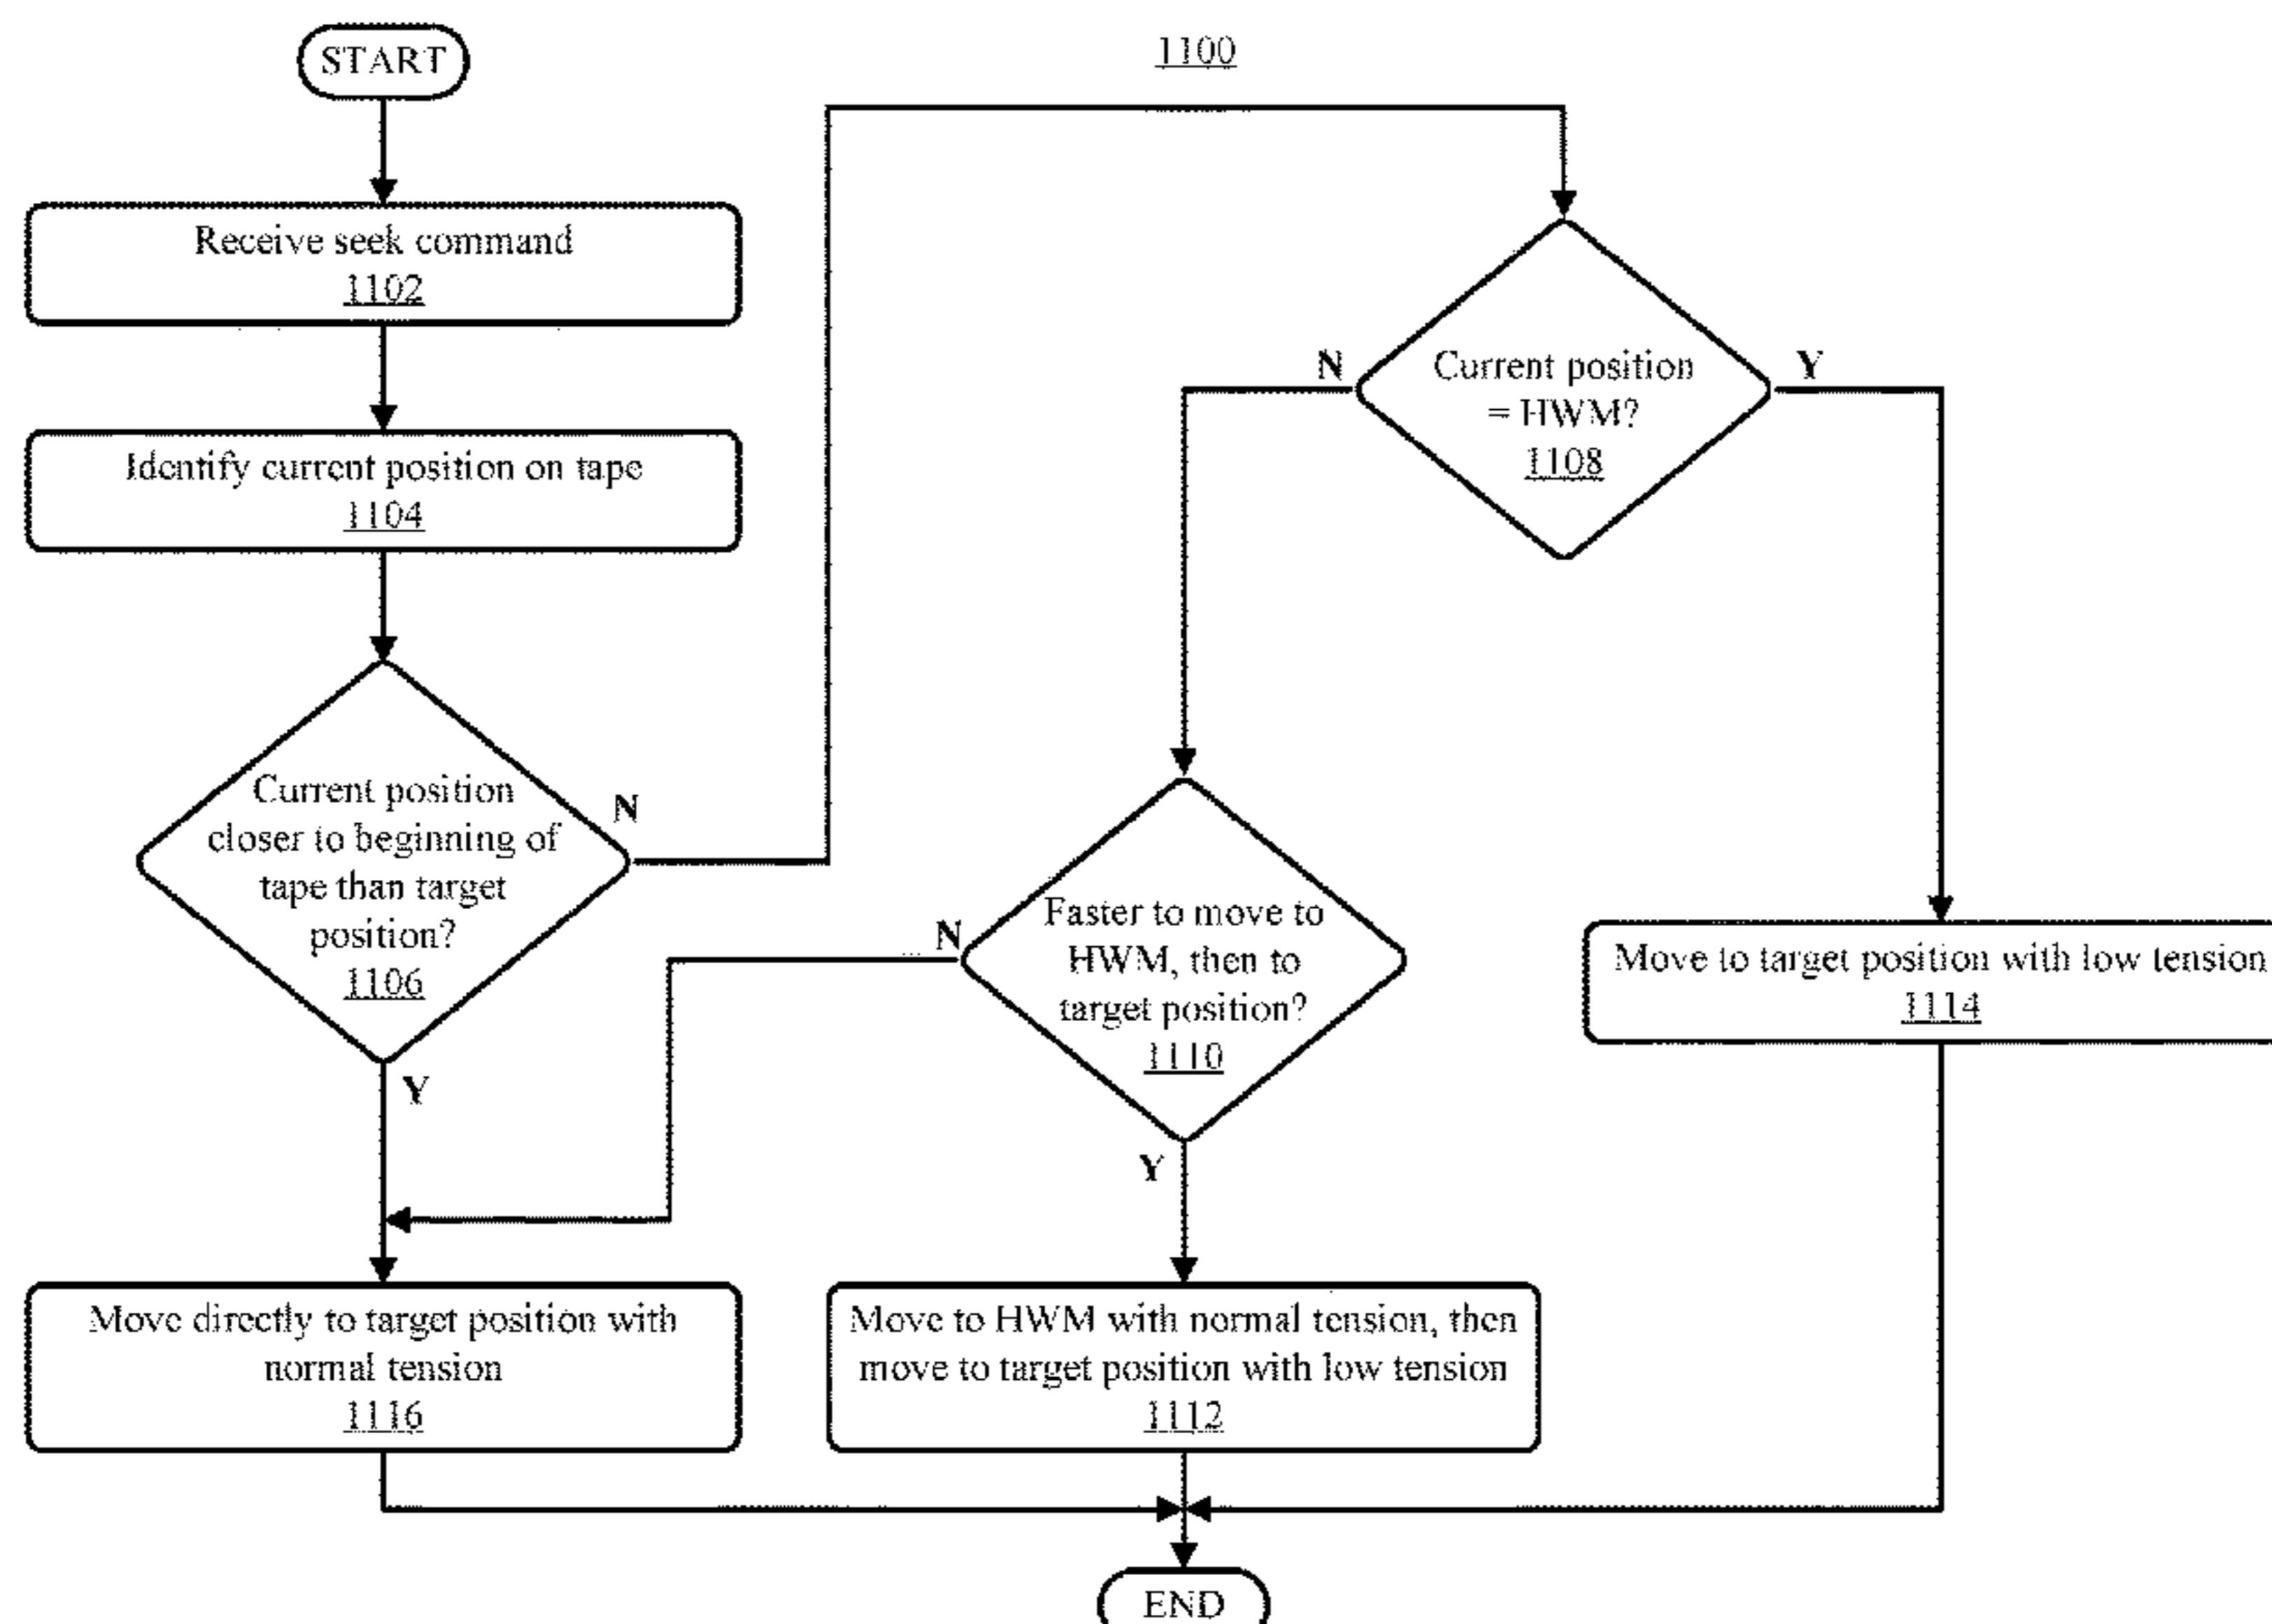 START
1100
Receive seek command
1102
Identify current position on tape
1104
Current position
closer to beginning of
tape than target
position?
1106
N
Y
Current position
= HWM?
1108
N
Y
Faster to move to
HWM, then to
target position?
1110
N
Y
Move to target position with low tension
1114
Move directly to target position with
normal tension
1116
Move to HWM with normal tension, then
move to target position with low tension
1112
END